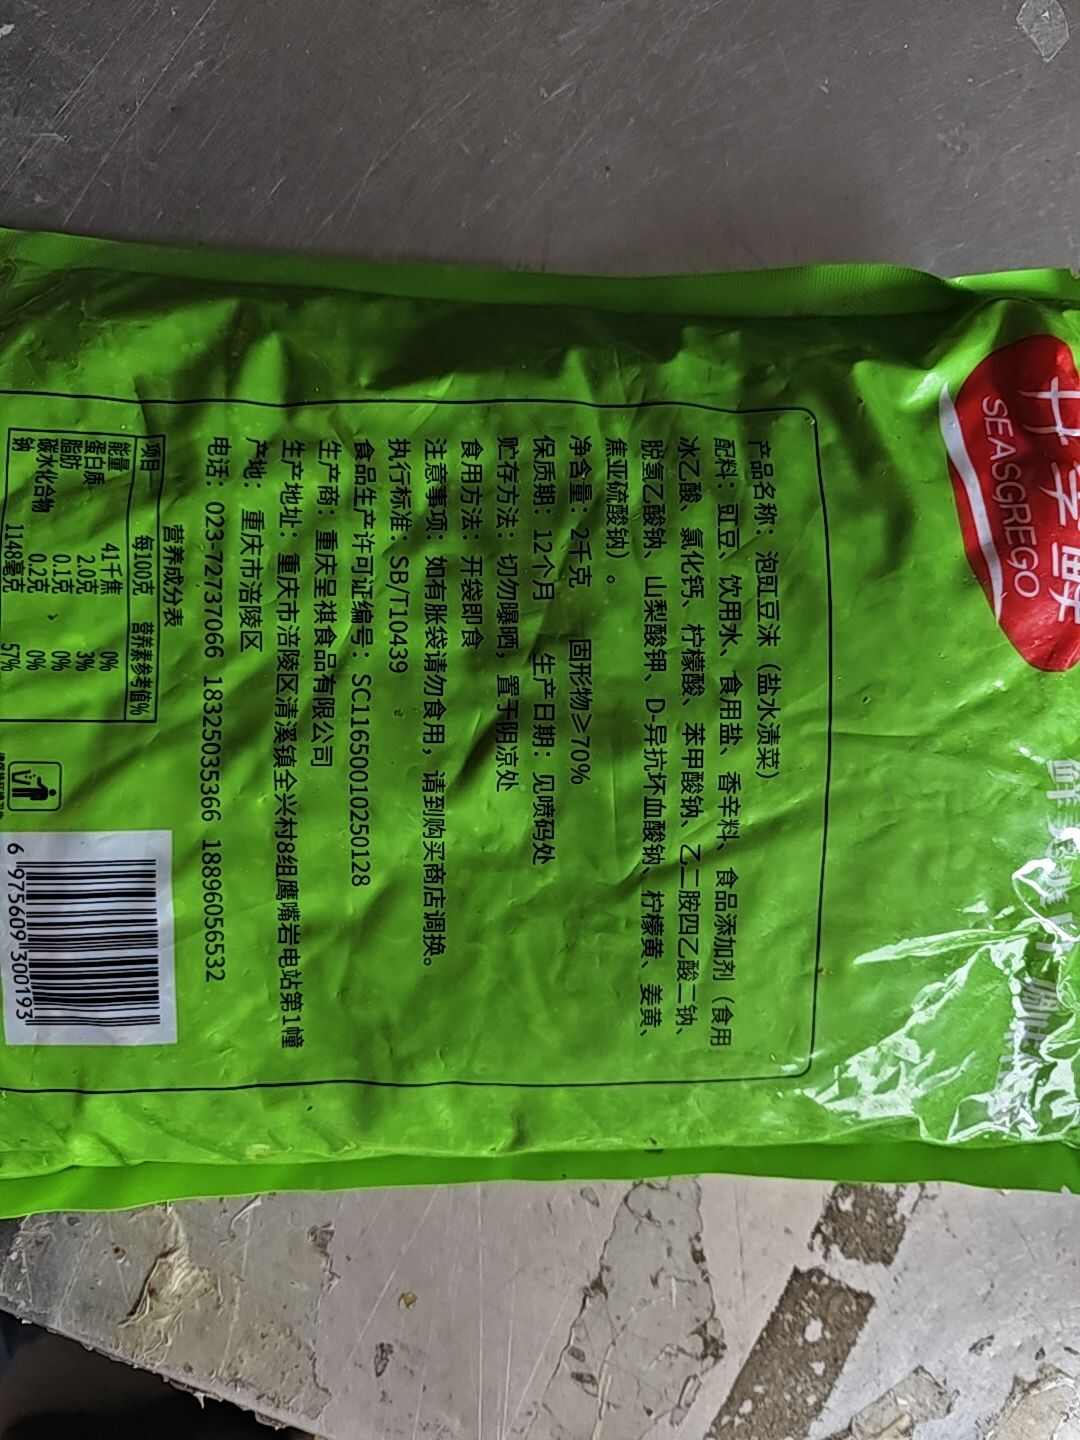 SEASGREGO
产品名称：泡豇豆沫（盐水渍菜）
配料：豇豆、饮用水、食用盐、香辛料、食品添加剂（食用
冰乙酸、氯化钙、柠檬酸、苯甲酸钠、乙二胺四乙酸二钠、
脱氢乙酸钠、山梨酸钾、D-异抗坏血酸钠、柠檬黄、姜黄、
焦亚硫酸钠）。
净含量：2千克 固形物≥70%
保质期：12个月 生产日期：见喷码处
贮存方法：切勿曝晒，置于阴凉处
食用方法：开袋即食
注意事项：如有胀袋请勿食用，请到购买商店调换。
执行标准：SB/T10439
食品生产许可证编号：SC11650010250128
生产商：重庆呈祺食品有限公司
生产地址：重庆市涪陵区清溪镇全兴村8组鹰嘴岩电站第1幢
产地：重庆市涪陵区
电话：023-72737066 18325035366 18896056532
营养成分表
项目 每100克 营养素参考值%
能量 41千焦 0%
蛋白质 2.0克 3%
脂肪 0.1克 0%
碳水化合物 0.2克 0%
钠 1148毫克 57%
6 975609 300193